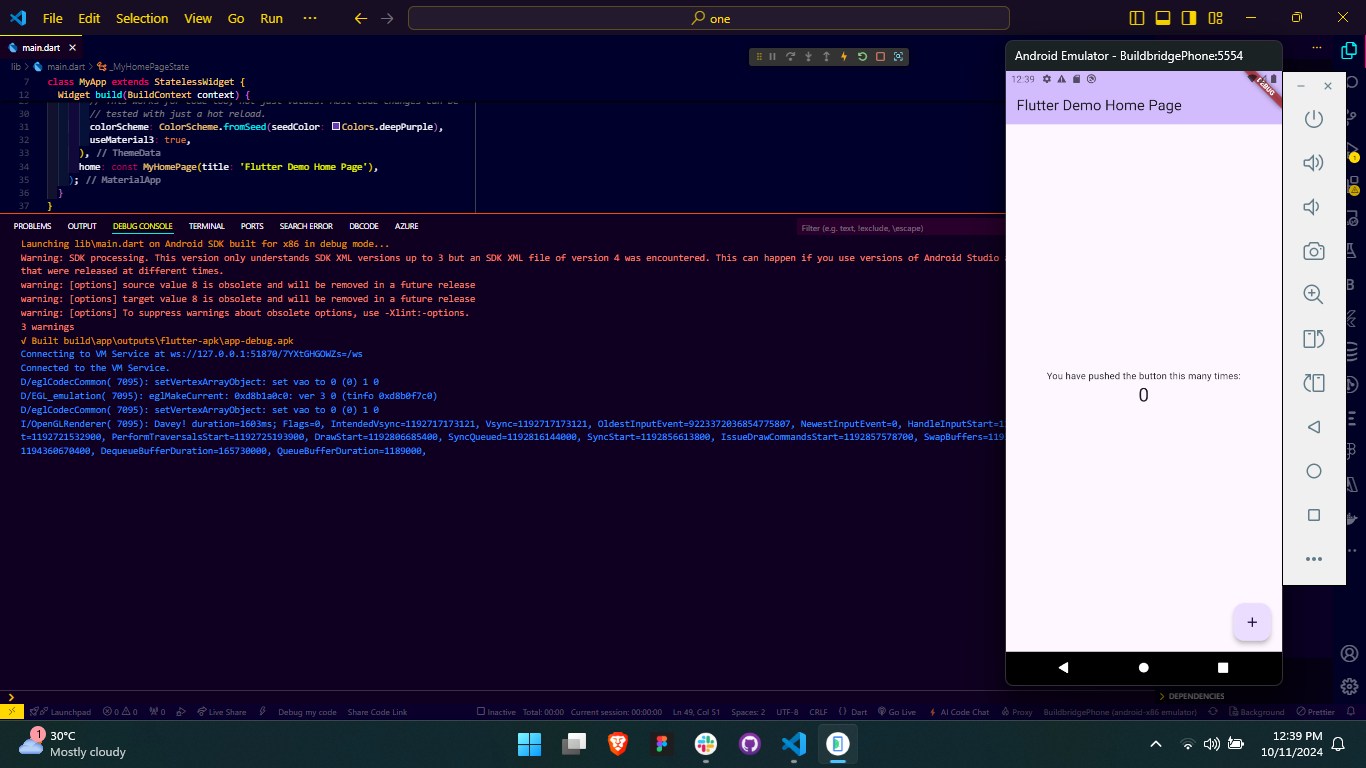 File Edit Selection View Go Run ··· one
main.dart
lib > main.dart > _MyHomePageState
7 class MyApp extends StatelessWidget {
12 Widget build(BuildContext context) {
30 // tested with just a hot reload.
31 colorScheme: ColorScheme.fromSeed(seedColor: Colors.deepPurple),
32 useMaterial3: true,
33 ), // ThemeData
34 home: const MyHomePage(title: 'Flutter Demo Home Page'),
35 ); // MaterialApp
36 }
37 }
PROBLEMS OUTPUT DEBUG CONSOLE TERMINAL PORTS SEARCH ERROR DBCODE AZURE
Filter (e.g. text, !exclude, \escape)
Launching lib\main.dart on Android SDK built for x86 in debug mode...
Warning: SDK processing. This version only understands SDK XML versions up to 3 but an SDK XML file of version 4 was encountered. This can happen if you use versions of Android Studio
that were released at different times.
warning: [options] source value 8 is obsolete and will be removed in a future release
warning: [options] target value 8 is obsolete and will be removed in a future release
warning: [options] To suppress warnings about obsolete options, use -Xlint:-options.
3 warnings
√ Built build\app\outputs\flutter-apk\app-debug.apk
Connecting to VM Service at ws://127.0.0.1:51870/7YXtGHGOWZs=/ws
Connected to the VM Service.
D/eglCodecCommon( 7095): setVertexArrayObject: set vao to 0 (0) 1 0
D/EGL_emulation( 7095): eglMakeCurrent: 0xd8b1a0c0: ver 3 0 (tinfo 0xd8b0f7c0)
D/eglCodecCommon( 7095): setVertexArrayObject: set vao to 0 (0) 1 0
I/OpenGLRenderer( 7095): Davey! duration=1603ms; Flags=0, IntendedVsync=1192717173121, Vsync=1192717173121, OldestInputEvent=9223372036854775807, NewestInputEvent=0, HandleInputStart=1
t=1192721532900, PerformTraversalsStart=1192725193900, DrawStart=1192806685400, SyncQueued=1192816144000, SyncStart=1192856613800, IssueDrawCommandsStart=1192857578700, SwapBuffers=119
1194360670400, DequeueBufferDuration=165730000, QueueBufferDuration=1189000,
Android Emulator - BuildbridgePhone:5554
12:39
DEBUG
Flutter Demo Home Page
You have pushed the button this many times:
0
+
DEPENDENCIES
Launchpad 0 0 0 Live Share Debug my code Share Code Link Inactive Total: 00:00 Current session: 00:00:00 Ln 49, Col 51 Spaces: 2 UTF-8 CRLF {} Dart Go Live AI Code Chat Proxy BuildbridgePhone (android-x86 emulator) Background Prettier
1
30°C
Mostly cloudy
12:39 PM
10/11/2024